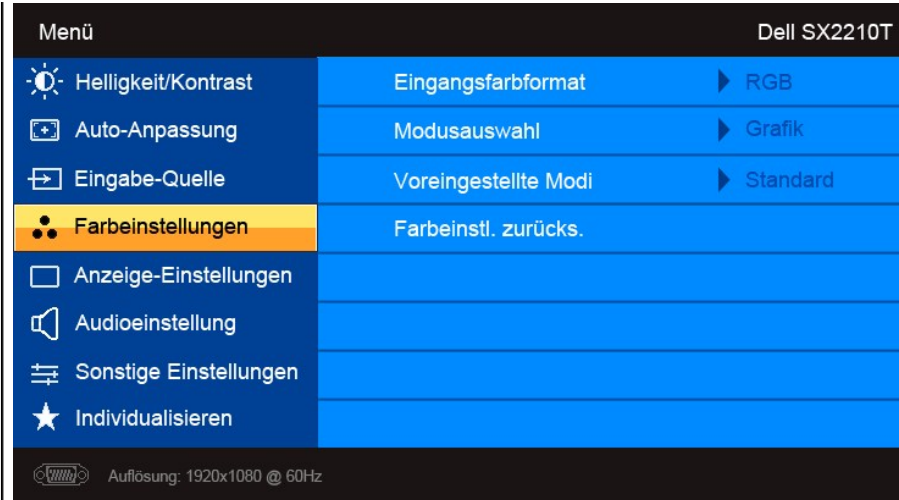 Menü Dell SX2210T
Helligkeit/Kontrast Eingangsfarbformat RGB
Auto-Anpassung Modusauswahl Grafik
Eingabe-Quelle Voreingestellte Modi Standard
Farbeinstellungen Farbeinstl. zurücks.
Anzeige-Einstellungen
Audioeinstellung
Sonstige Einstellungen
Individualisieren
Auflösung: 1920x1080 @ 60Hz